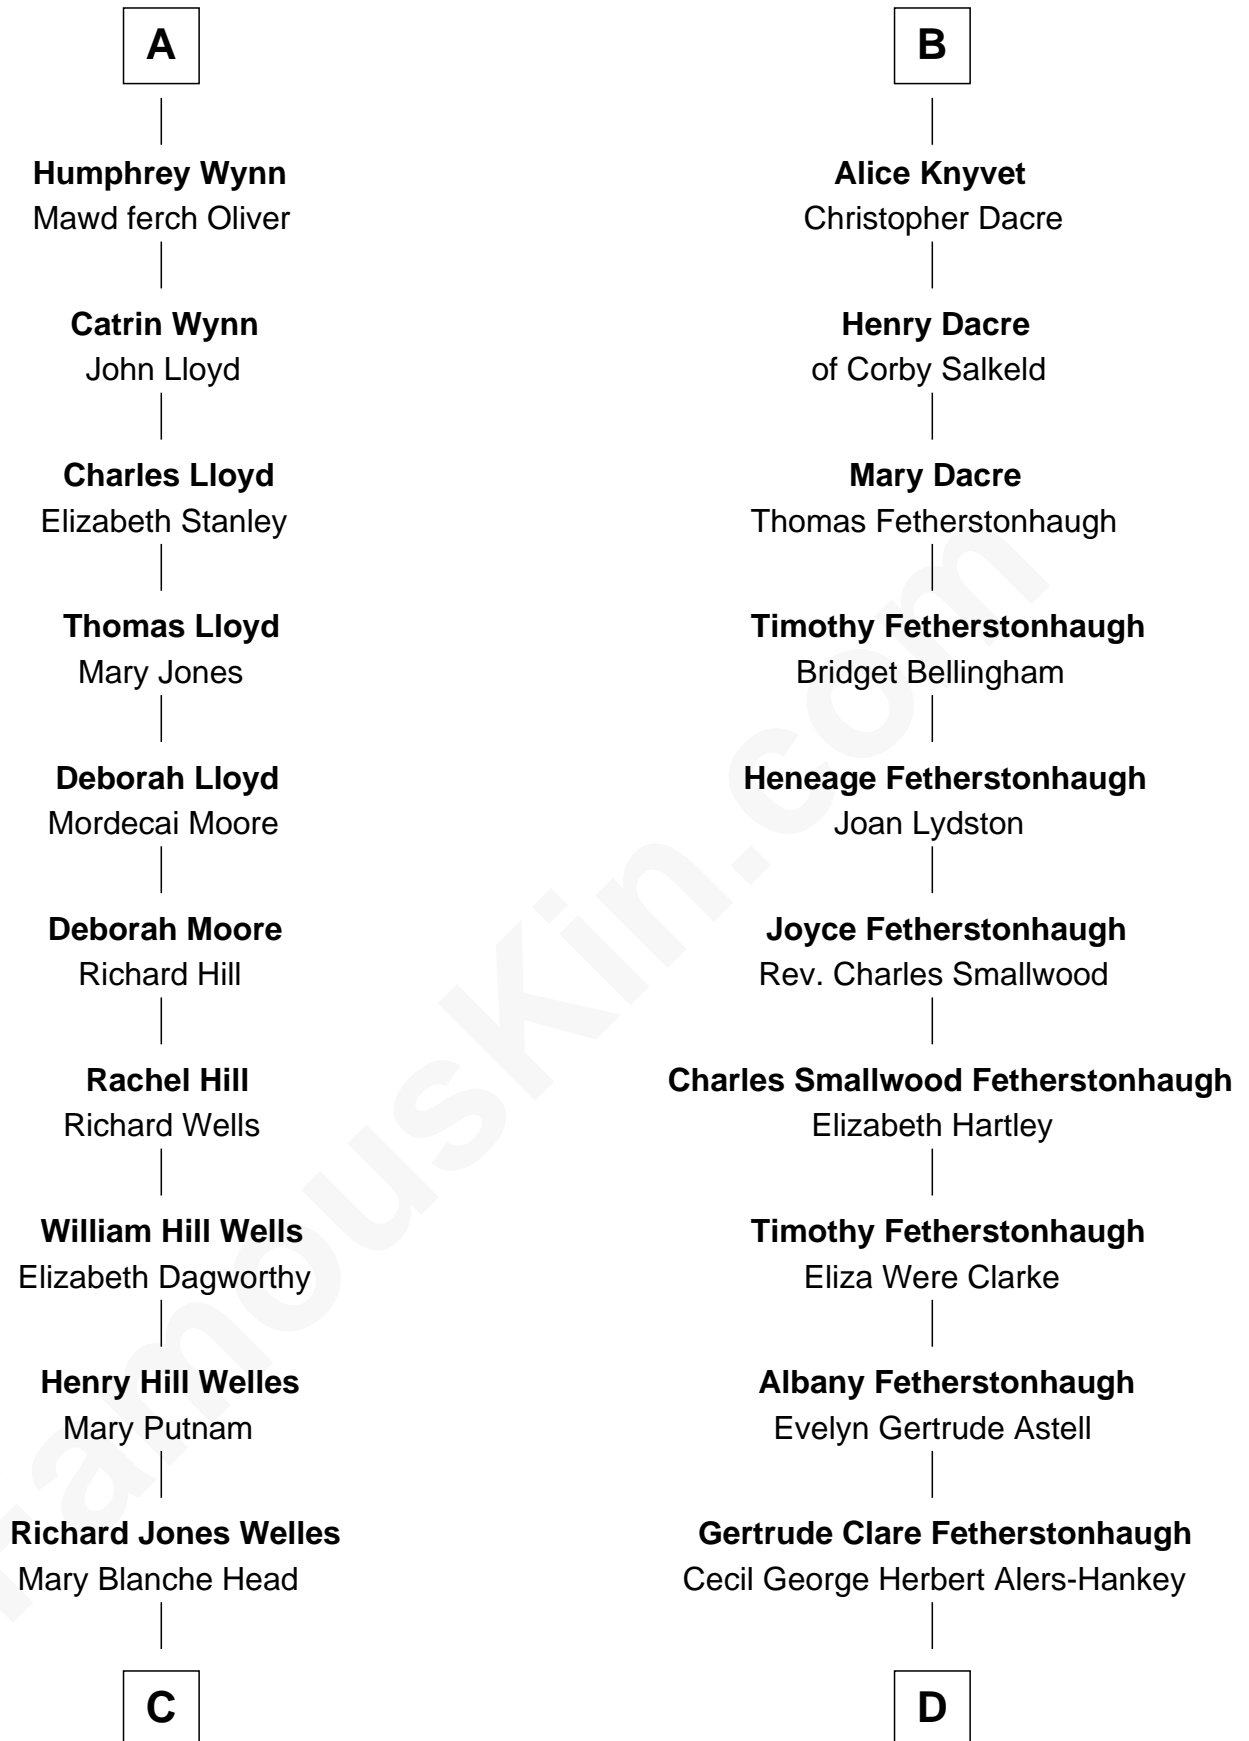 A
Humphrey Wynn
Mawd ferch Oliver
Catrin Wynn
John Lloyd
Charles Lloyd
Elizabeth Stanley
Thomas Lloyd
Mary Jones
Deborah Lloyd
Mordecai Moore
Deborah Moore
Richard Hill
Rachel Hill
Richard Wells
William Hill Wells
Elizabeth Dagworthy
Henry Hill Welles
Mary Putnam
Richard Jones Welles
Mary Blanche Head
C
B
Alice Knyvet
Christopher Dacre
Henry Dacre
of Corby Salkeld
Mary Dacre
Thomas Fetherstonhaugh
Timothy Fetherstonhaugh
Bridget Bellingham
Heneage Fetherstonhaugh
Joan Lydston
Joyce Fetherstonhaugh
Rev. Charles Smallwood
Charles Smallwood Fetherstonhaugh
Elizabeth Hartley
Timothy Fetherstonhaugh
Eliza Were Clarke
Albany Fetherstonhaugh
Evelyn Gertrude Astell
Gertrude Clare Fetherstonhaugh
Cecil George Herbert Alers-Hankey
D
FamousKin.com